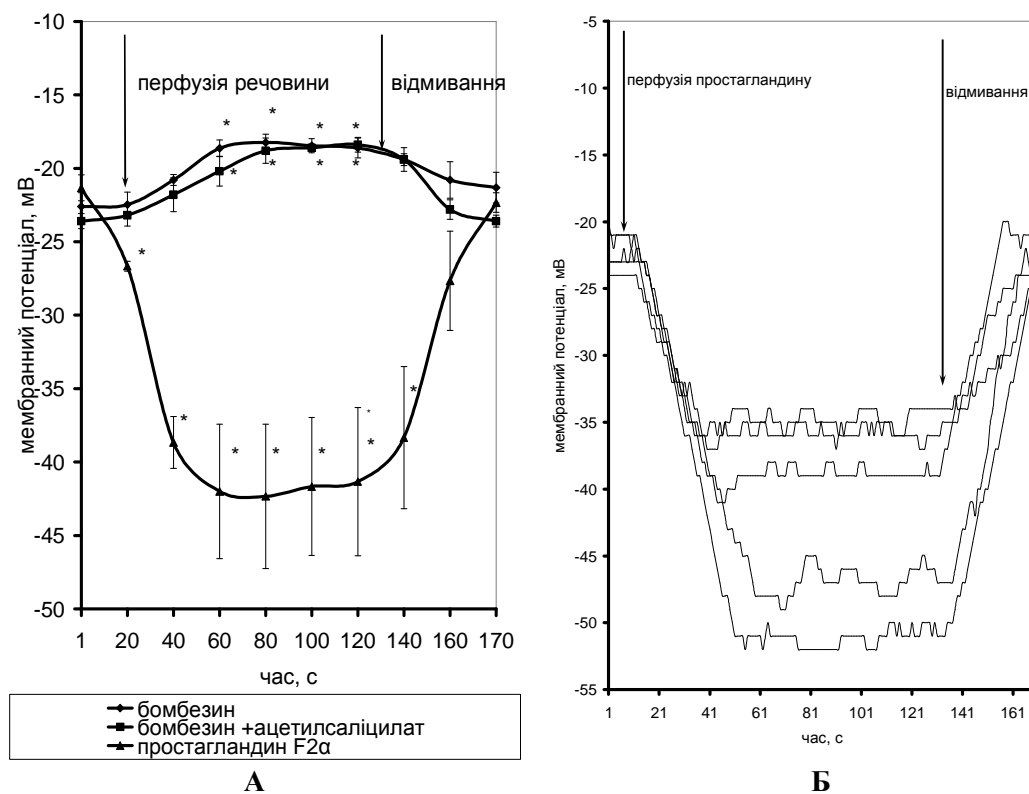 -10
-15
-20
-25
-30
-35
-40
-45
-50
мембранний потенціал, мВ
перфузія речовини
відмивання
* * *
* * * *
*
*
* * * * *
*
1 20 40 60 80 100 120 140 160 170
час, с
бомбезин
бомбезин +ацетилсаліцилат
простагландин F2α
А
-5
-10
-15
-20
-25
-30
-35
-40
-45
-50
-55
мембранний потенціал, мВ
перфузія простагландину
відмивання
1 21 41 61 81 101 121 141 161
час, с
Б